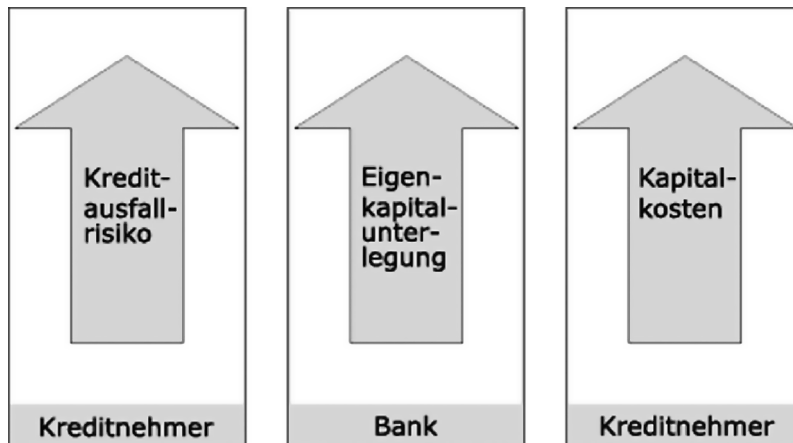 Kredit-
ausfall-
risiko
Eigen-
kapital-
unter-
legung
Kapital-
kosten
Kreditnehmer
Bank
Kreditnehmer